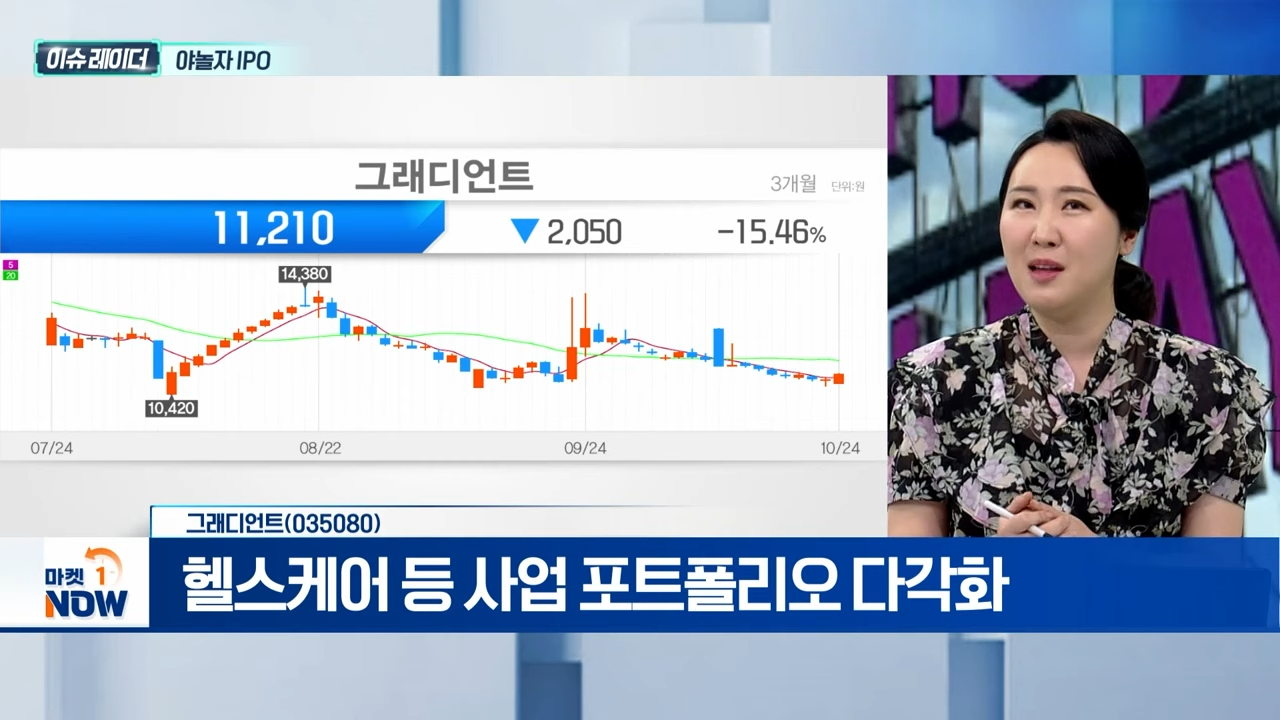 이슈 레이더 야놀자 IPO
그래디언트
3개월 단위:원
11,210 ▼ 2,050 -15.46%
5
20
14,380
10,420
07/24 08/22 09/24 10/24
그래디언트(035080)
마켓 1
NOW
헬스케어 등 사업 포트폴리오 다각화